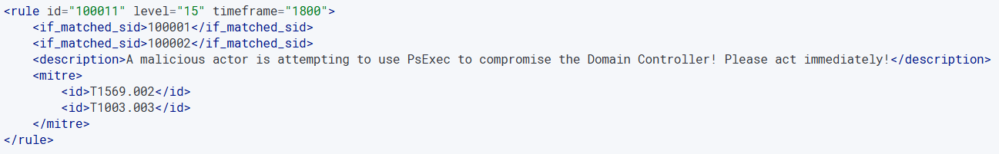 <rule id="100011" level="15" timeframe="1800">
    <if_matched_sid>100001</if_matched_sid>
    <if_matched_sid>100002</if_matched_sid>
    <description>A malicious actor is attempting to use PsExec to compromise the Domain Controller! Please act immediately!</description>
    <mitre>
        <id>T1569.002</id>
        <id>T1003.003</id>
    </mitre>
</rule>